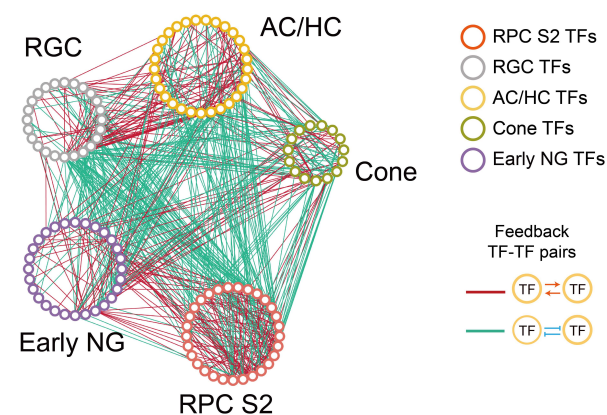 AC/HC
RGC
Cone
Early NG
RPC S2
RPC S2 TFs
RGC TFs
AC/HC TFs
Cone TFs
Early NG TFs
Feedback
TF-TF pairs
TF TF
TF TF